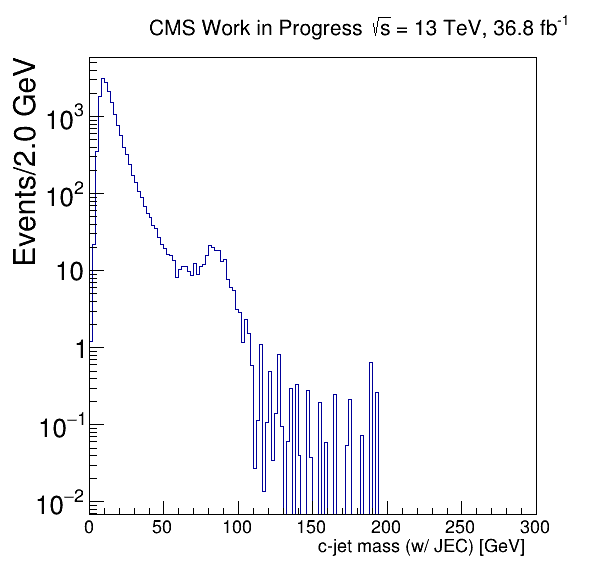 CMS Work in Progress √s = 13 TeV, 36.8 fb⁻¹
Events/2.0 GeV
10³
10²
10
1
10⁻¹
10⁻²
0 50 100 150 200 250 300
c-jet mass (w/ JEC) [GeV]